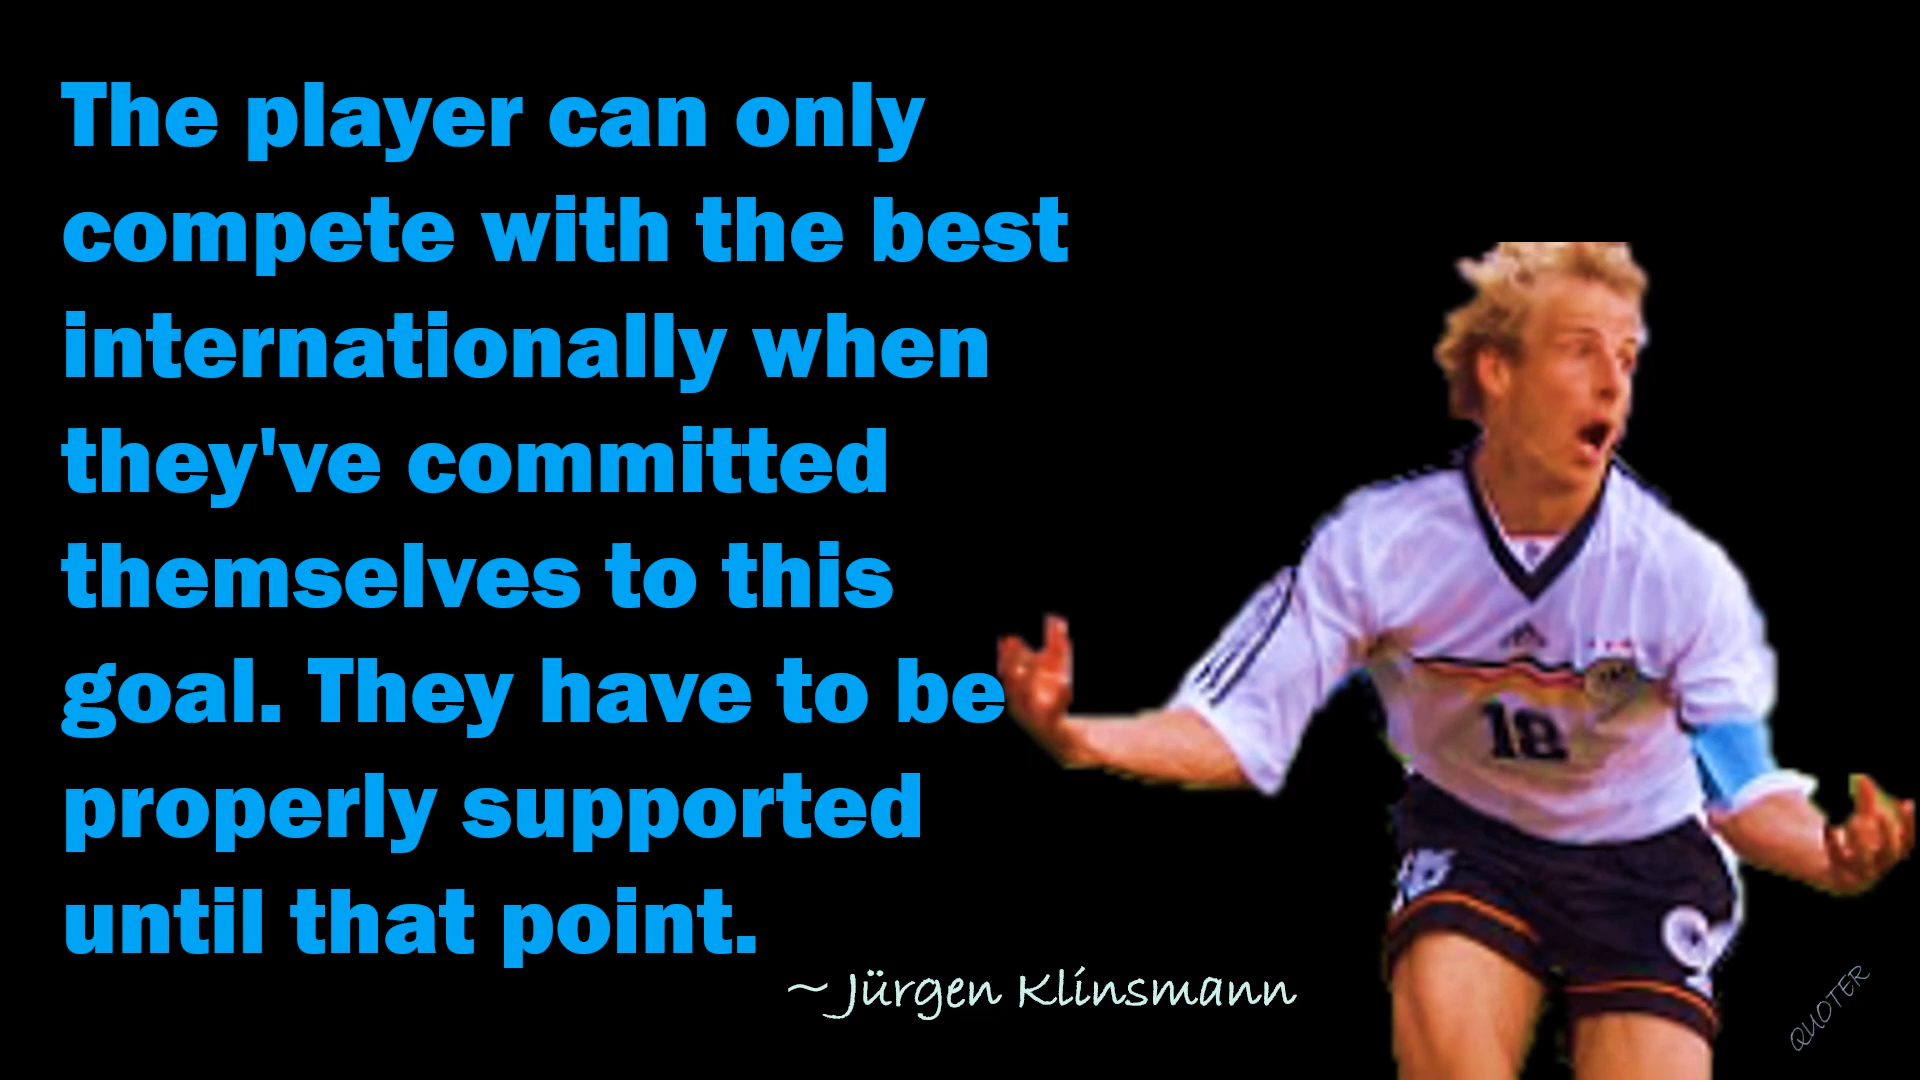 The player can only
compete with the best
internationally when
they've committed
themselves to this
goal. They have to be
properly supported
until that point.
~ Jürgen Klinsmann
18
QUOTER